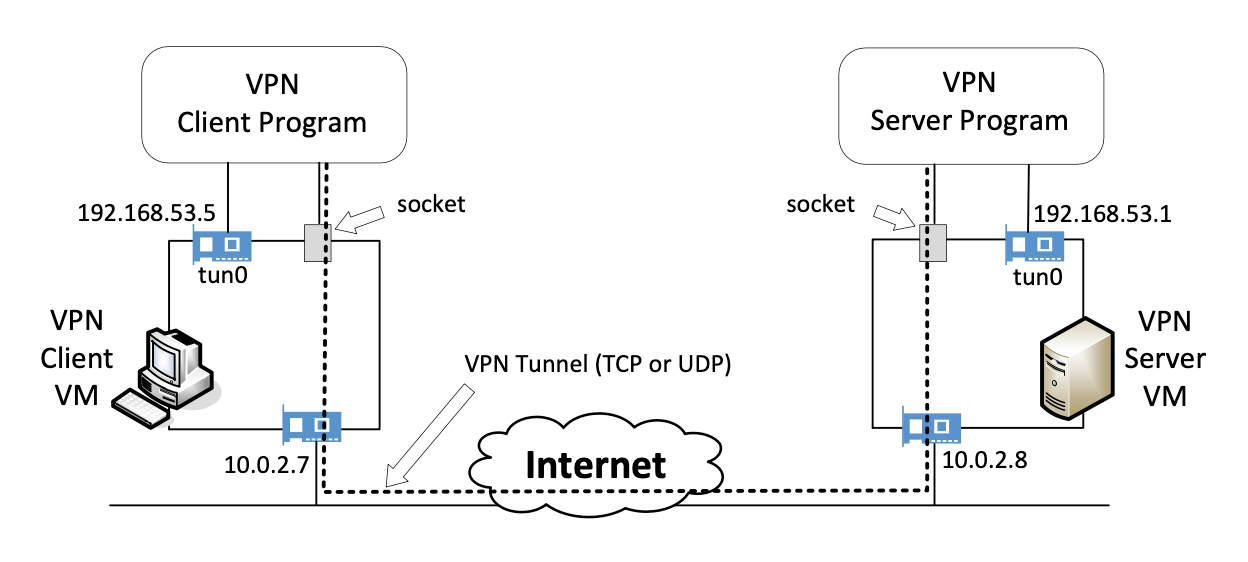 VPN
Client Program
VPN
Server Program
192.168.53.5
socket
socket
192.168.53.1
tun0
tun0
VPN
Client
VM
VPN Tunnel (TCP or UDP)
VPN
Server
VM
10.0.2.7
Internet
10.0.2.8